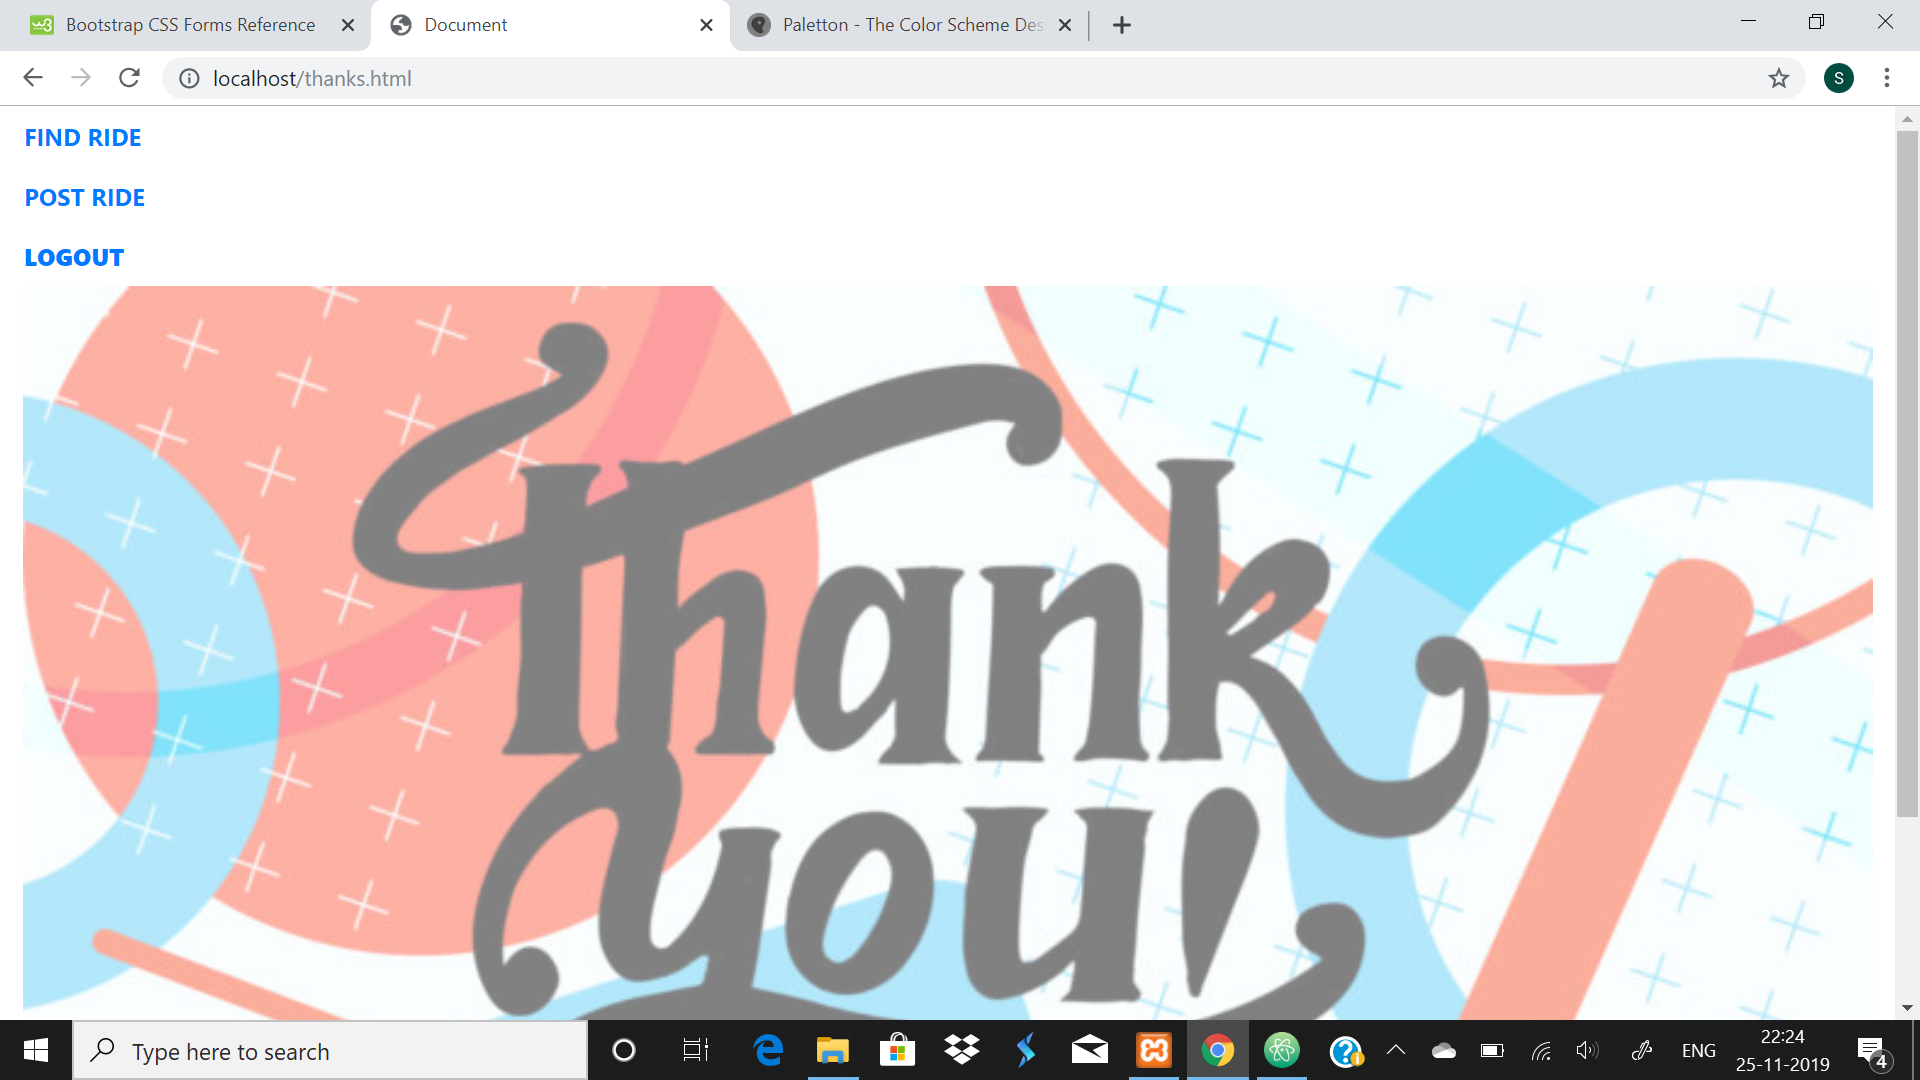 Bootstrap CSS Forms Reference
Document
Paletton - The Color Scheme Des
localhost/thanks.html
S
FIND RIDE
POST RIDE
LOGOUT
Thank
you!
Type here to search
ENG
22:24
25-11-2019
4